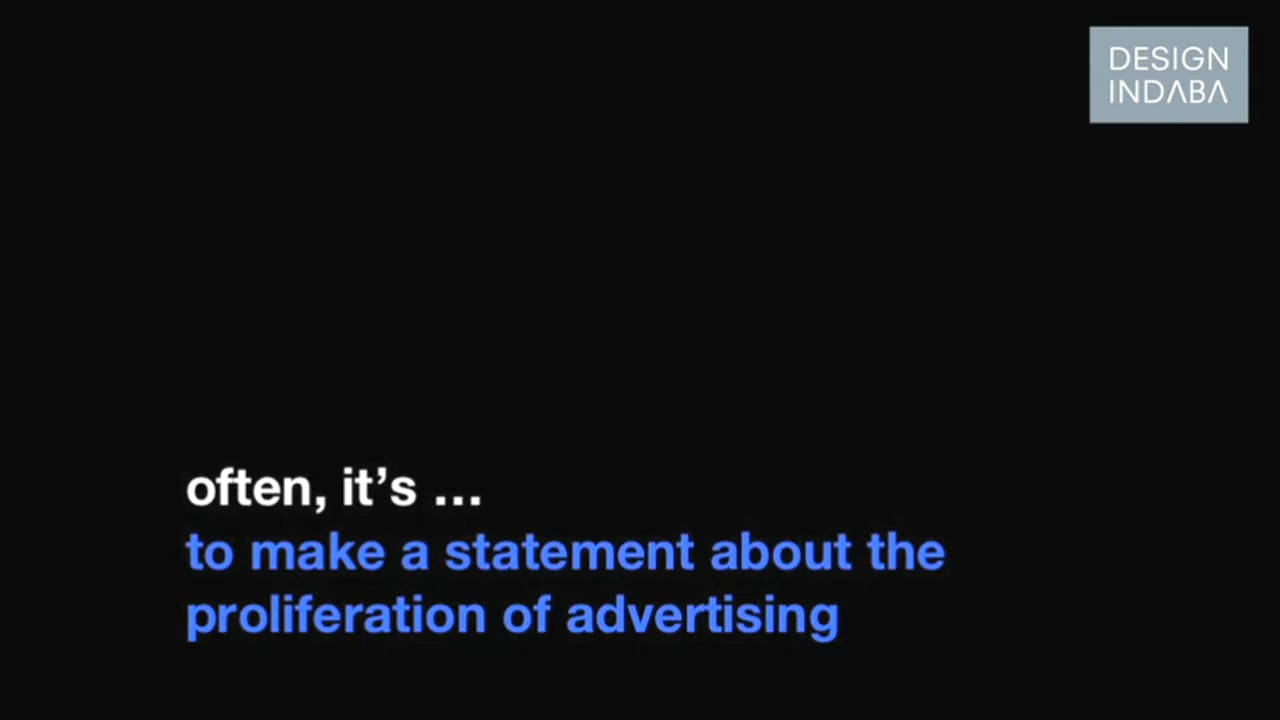 DESIGN
INDABA
often, it’s ...
to make a statement about the
proliferation of advertising